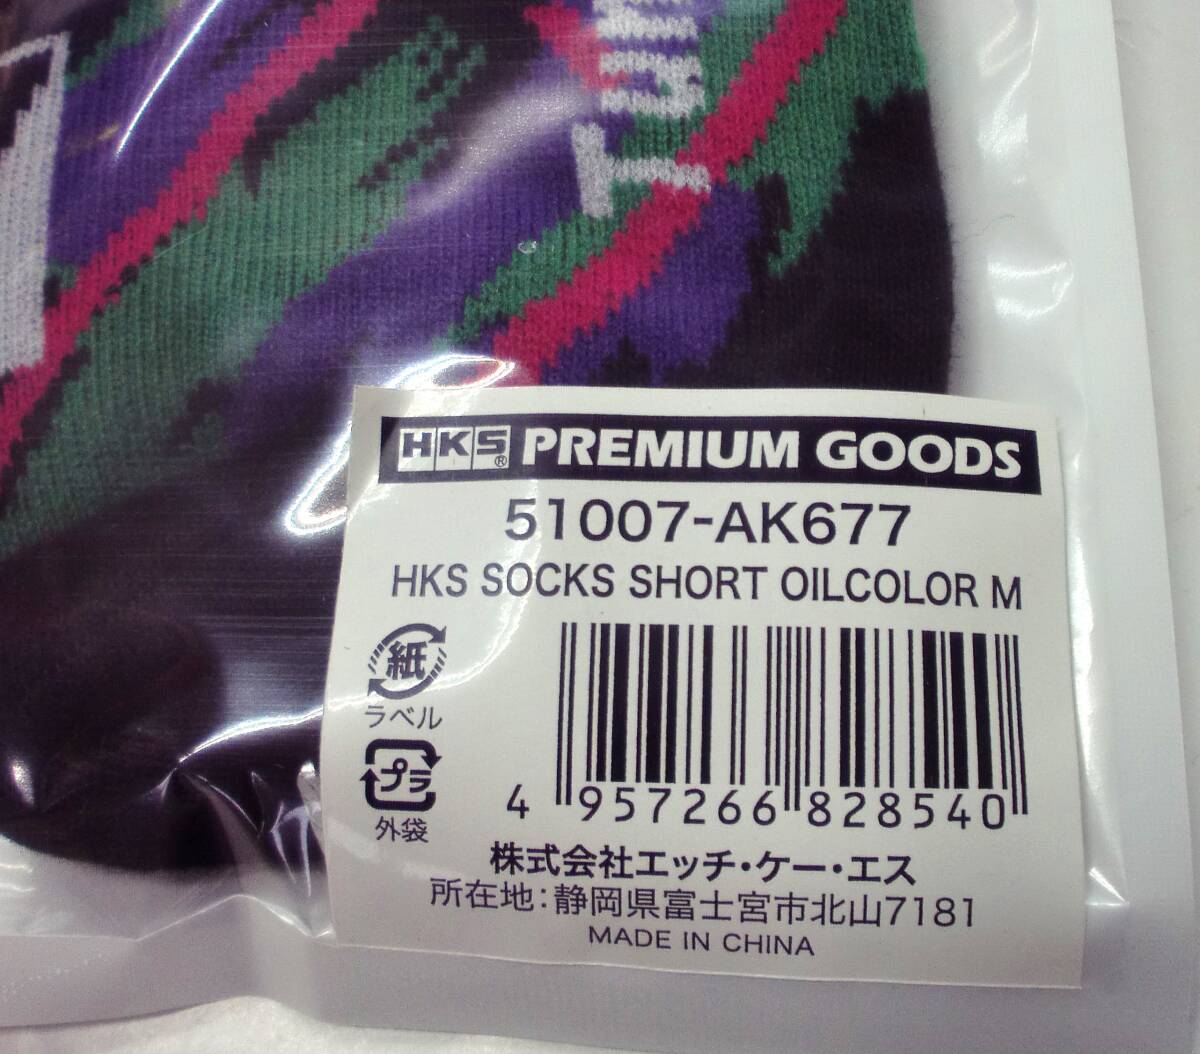 HKS® PREMIUM GOODS
51007-AK677
HKS SOCKS SHORT OILCOLOR M
紙
ラベル
プラ
外袋
4 957266 828540
株式会社エッチ・ケー・エス
所在地:静岡県富士宮市北山7181
MADE IN CHINA